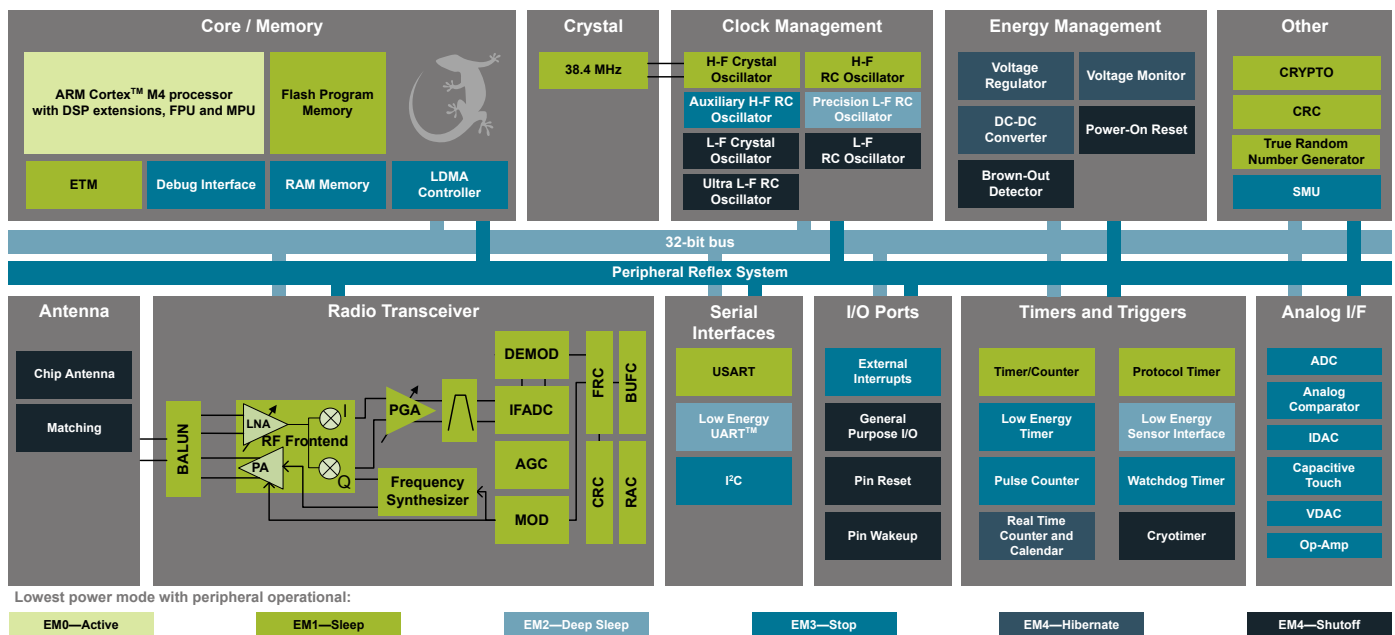 Core / Memory
ARM Cortex™ M4 processor
with DSP extensions, FPU and MPU
Flash Program
Memory
ETM
Debug Interface
RAM Memory
LDMA
Controller
Crystal
38.4 MHz
Clock Management
H-F Crystal
Oscillator
H-F
RC Oscillator
Auxiliary H-F RC
Oscillator
Precision L-F RC
Oscillator
L-F Crystal
Oscillator
L-F
RC Oscillator
Ultra L-F RC
Oscillator
Energy Management
Voltage
Regulator
Voltage Monitor
DC-DC
Converter
Power-On Reset
Brown-Out
Detector
Other
CRYPTO
CRC
True Random
Number Generator
SMU
32-bit bus
Peripheral Reflex System
Antenna
Chip Antenna
Matching
Radio Transceiver
BALUN
LNA
RF Frontend
PA
I
Q
PGA
Frequency
Synthesizer
DEMOD
IFADC
AGC
MOD
FRC
BUFC
CRC
RAC
Serial
Interfaces
USART
Low Energy
UART™
I²C
I/O Ports
External
Interrupts
General
Purpose I/O
Pin Reset
Pin Wakeup
Timers and Triggers
Timer/Counter
Protocol Timer
Low Energy
Timer
Low Energy
Sensor Interface
Pulse Counter
Watchdog Timer
Real Time
Counter and
Calendar
Cryotimer
Analog I/F
ADC
Analog
Comparator
IDAC
Capacitive
Touch
VDAC
Op-Amp
Lowest power mode with peripheral operational:
EM0—Active
EM1—Sleep
EM2—Deep Sleep
EM3—Stop
EM4—Hibernate
EM4—Shutoff